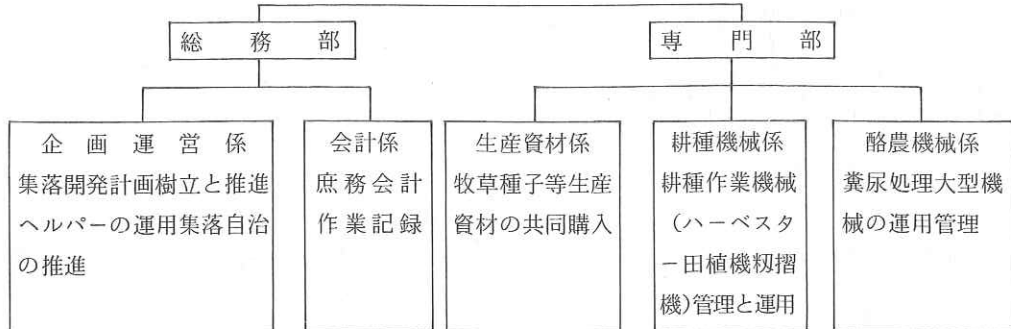 総務部
専門部
企画運営係
集落開発計画樹立と推進
ヘルパーの運用集落自治
の推進
会計係
庶務会計
作業記録
生産資材係
牧草種子等生産
資材の共同購入
耕種機械係
耕種作業機械
(ハーベスタ
ー田植機籾摺
機)管理と運用
酪農機械係
糞尿処理大型機
械の運用管理